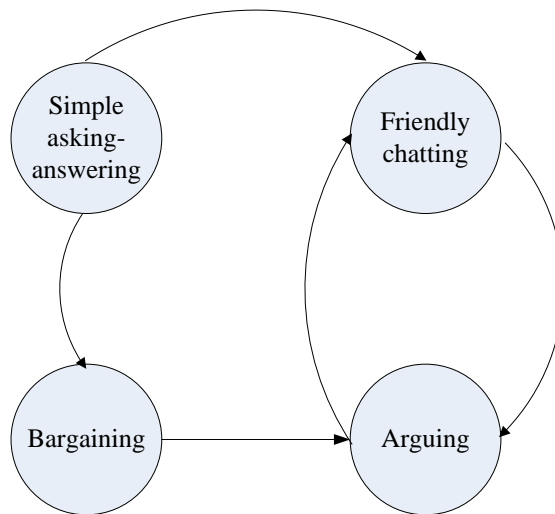 Simple
asking-
answering
Friendly
chatting
Bargaining
Arguing